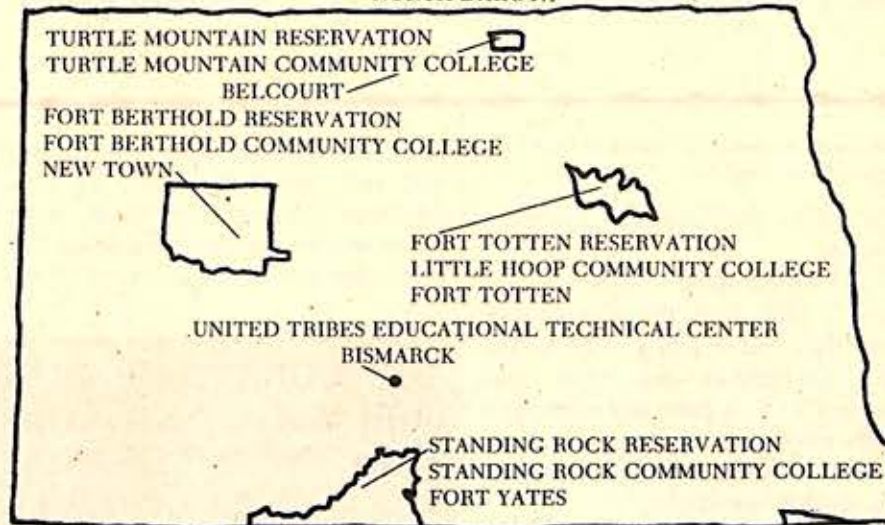 TURTLE MOUNTAIN RESERVATION
TURTLE MOUNTAIN COMMUNITY COLLEGE
BELCOURT
FORT BERTHOLD RESERVATION
FORT BERTHOLD COMMUNITY COLLEGE
NEW TOWN
FORT TOTTEN RESERVATION
LITTLE HOOP COMMUNITY COLLEGE
FORT TOTTEN
UNITED TRIBES EDUCATIONAL TECHNICAL CENTER
BISMARCK
STANDING ROCK RESERVATION
STANDING ROCK COMMUNITY COLLEGE
FORT YATES